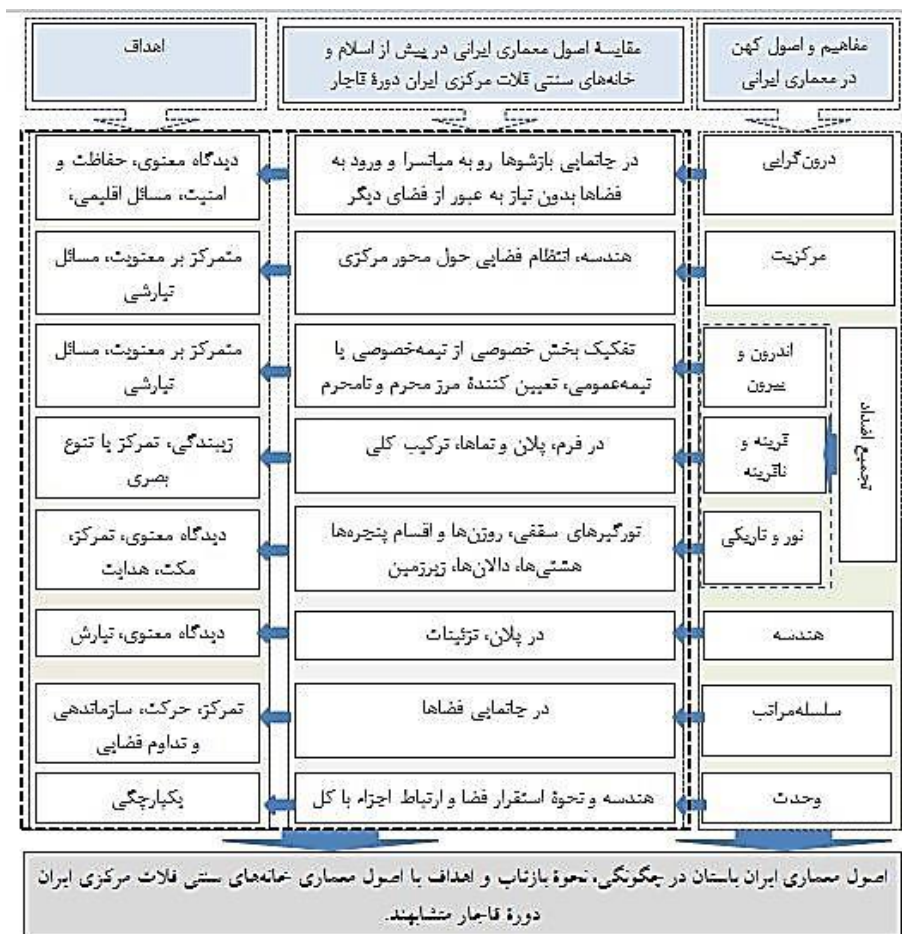 مفاهیم و اصول کهن
در معماری ایرانی
مقایسهٔ اصول معماری ایرانی در پیش از اسلام و
خانه‌های سنتی فلات مرکزی ایران دورهٔ قاجار
اهداف
درون‌گرایی
در جانمایی بازشوها رو به میانسرا و ورود به
فضاها بدون نیاز به عبور از فضای دیگر
دیدگاه معنوی، حفاظت و
امنیت، مسائل اقلیمی،
مرکزیت
هندسه، انتظام فضایی حول محور مرکزی
متمرکز بر معنویت، مسائل
نیارشی
تجمیع اضداد
اندرون و
بیرون
تفکیک بخش خصوصی از نیمه‌خصوصی یا
نیمه‌عمومی، تعیین کنندهٔ مرز محرم و نامحرم
متمرکز بر معنویت، مسائل
نیارشی
قرینه و
ناقرینه
در فرم، پلان و نماها، ترکیب کلی
زیبندگی، تمرکز یا تنوع
بصری
نور و تاریکی
نورگیرهای سقفی، روزن‌ها و اقسام پنجره‌ها
هشتی‌ها، دالان‌ها، زیرزمین
دیدگاه معنوی، تمرکز،
مکث، هدایت
هندسه
در پلان، تزئینات
دیدگاه معنوی، نیارش
سلسله‌مراتب
در جانمایی فضاها
تمرکز، حرکت، سازماندهی
و تداوم فضایی
وحدت
هندسه و نحوهٔ استقرار فضا و ارتباط اجزاء با کل
یکپارچگی
اصول معماری ایران باستان در چگونگی، نحوهٔ بازتاب و اهداف با اصول معماری خانه‌های سنتی فلات مرکزی ایران
دورهٔ قاجار متشابهند.